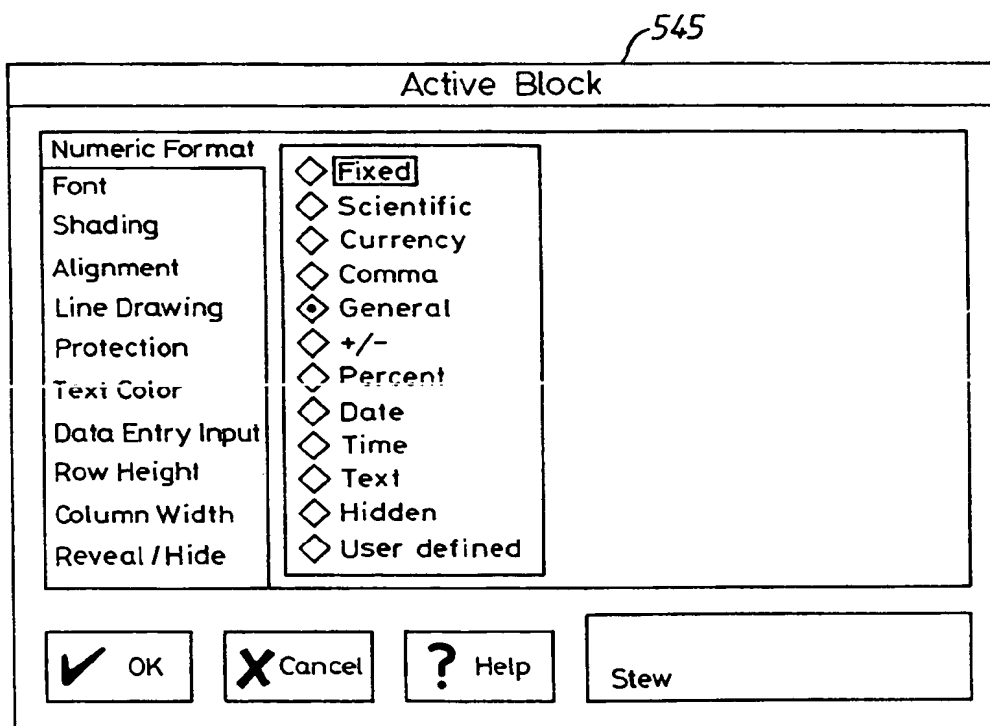 545
Active Block
Numeric Format
Font
Shading
Alignment
Line Drawing
Protection
Text Color
Data Entry Input
Row Height
Column Width
Reveal / Hide
Fixed
Scientific
Currency
Comma
General
+/-
Percent
Date
Time
Text
Hidden
User defined
OK
Cancel
? Help
Stew